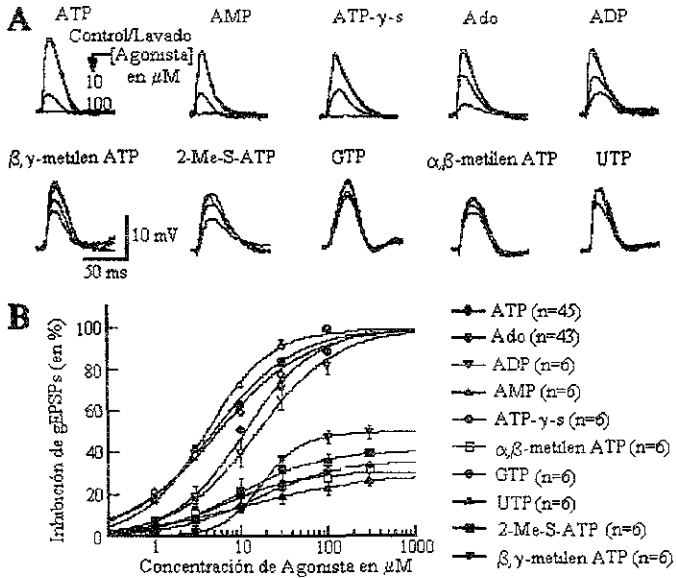 A
ATP
AMP
ATP-γ-s
Ado
ADP
Control/Lavado
[Agonista]
en µM
10
100
β,γ-metilen ATP
2-Me-S-ATP
GTP
α,β-metilen ATP
UTP
10 mV
50 ms
B
Inhibición de gEPSPs (en %)
100
80
60
40
20
0
1
10
100
1000
Concentración de Agonista en µM
ATP (n=45)
Ado (n=43)
ADP (n=6)
AMP (n=6)
ATP-γ-s (n=6)
α,β-metilen ATP (n=6)
GTP (n=6)
UTP (n=6)
2-Me-S-ATP (n=6)
β,γ-metilen ATP (n=6)